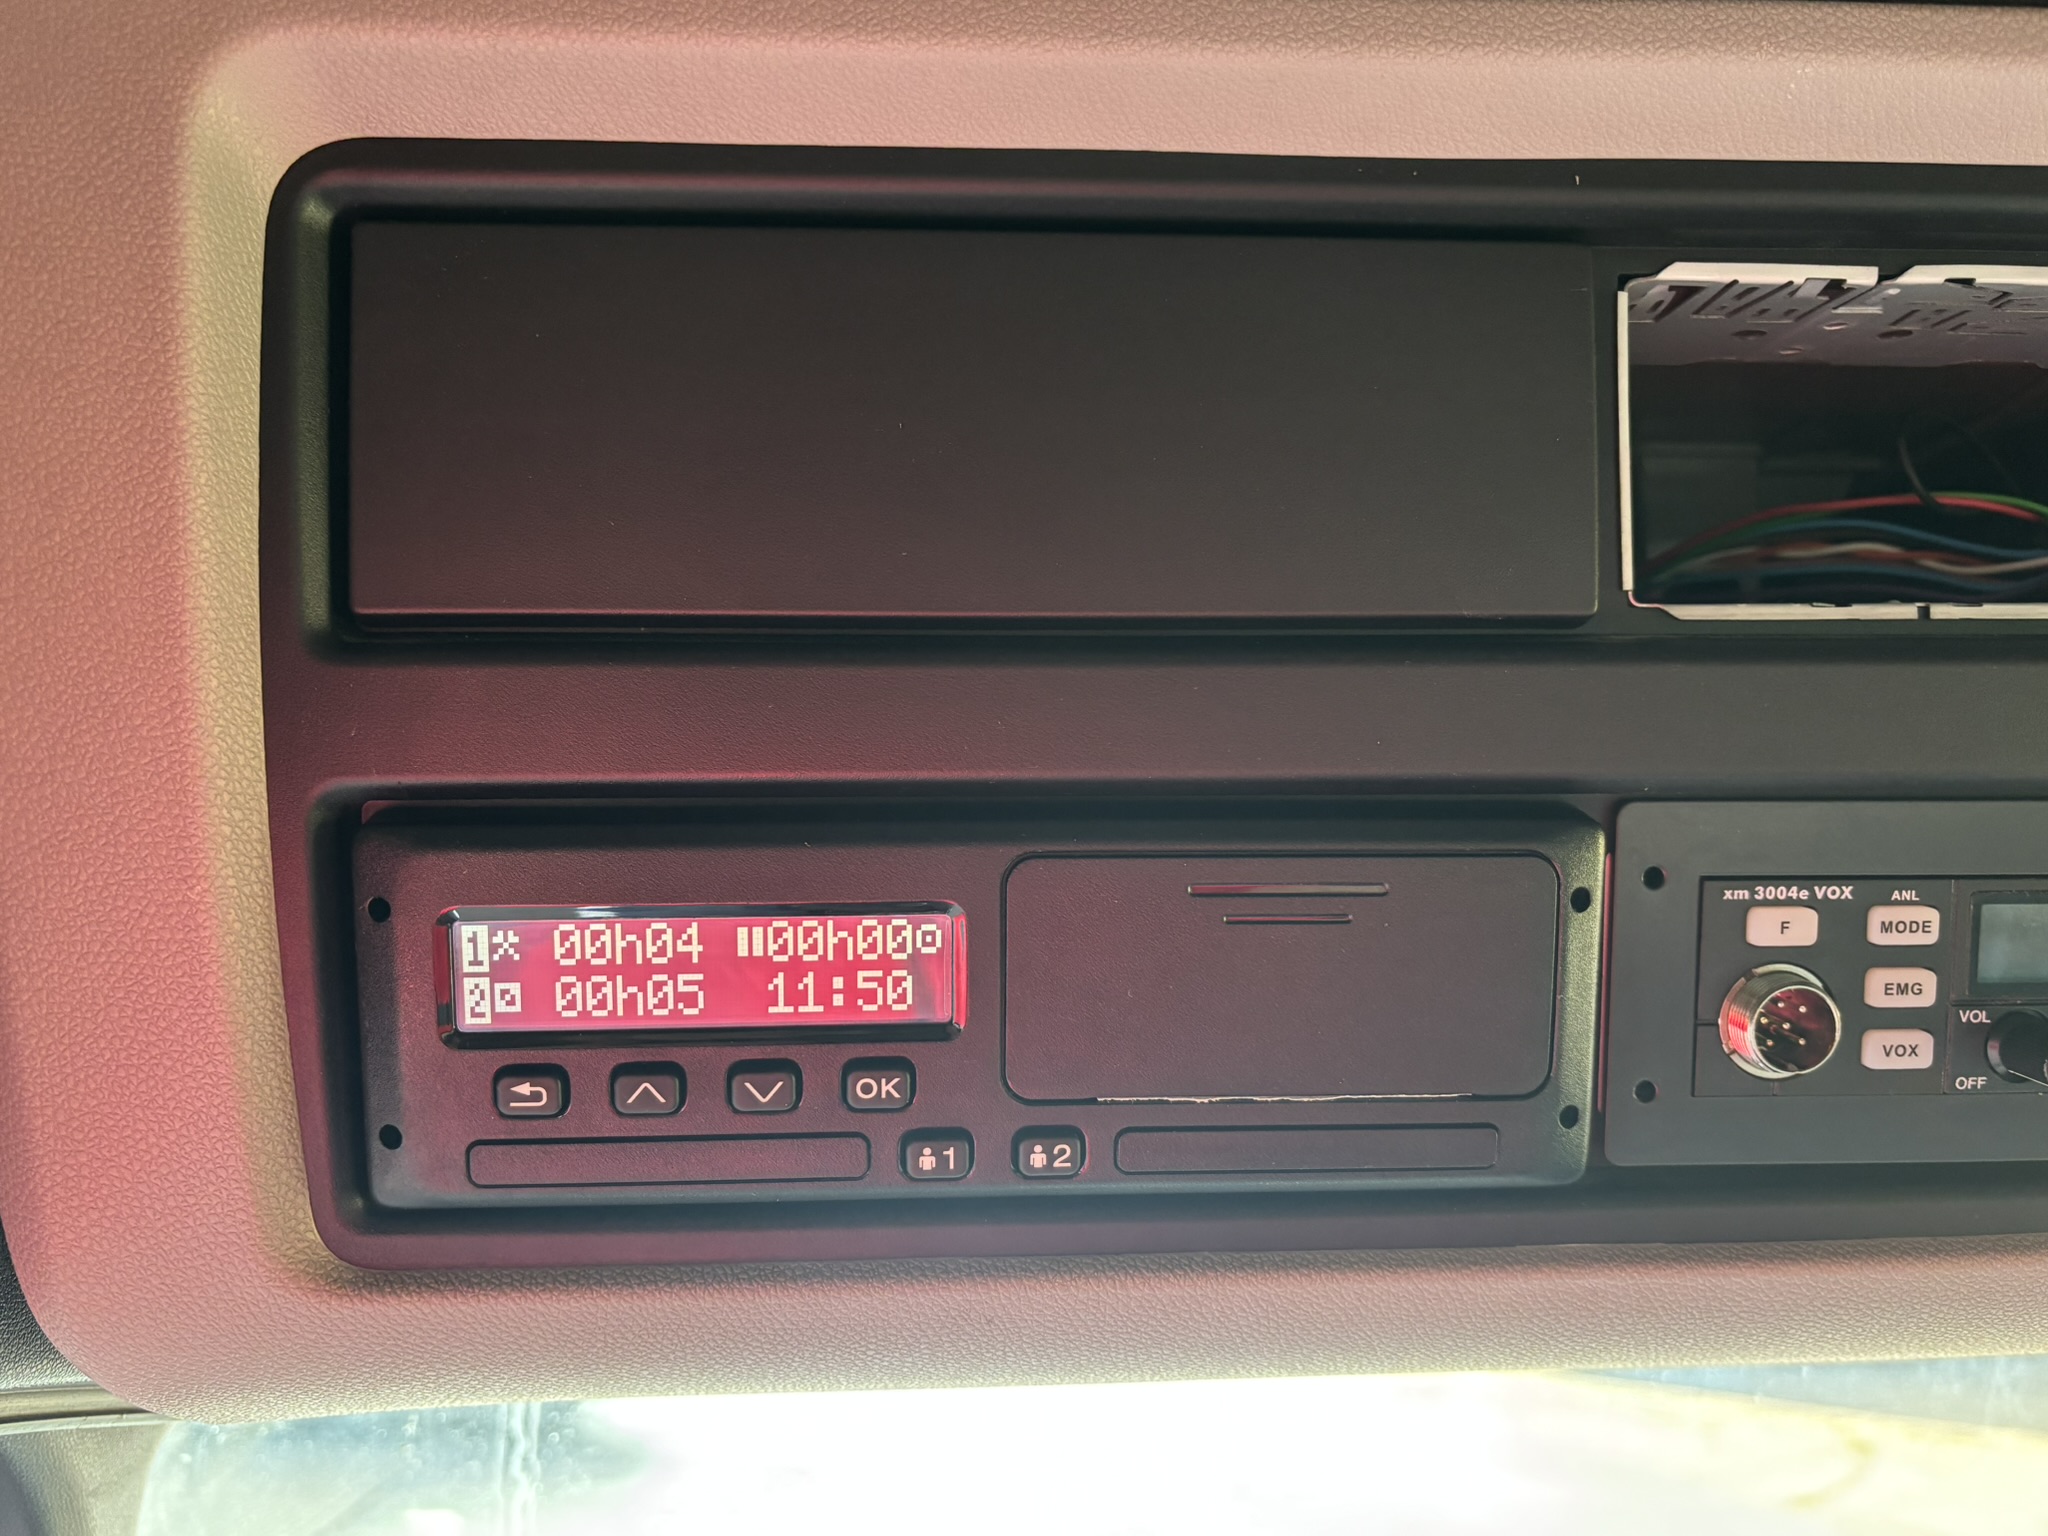 1 00h04 00h00
2 00h05 11:50
OK
1
2
xm 3004e VOX
ANL
F
MODE
EMG
VOX
VOL
OFF